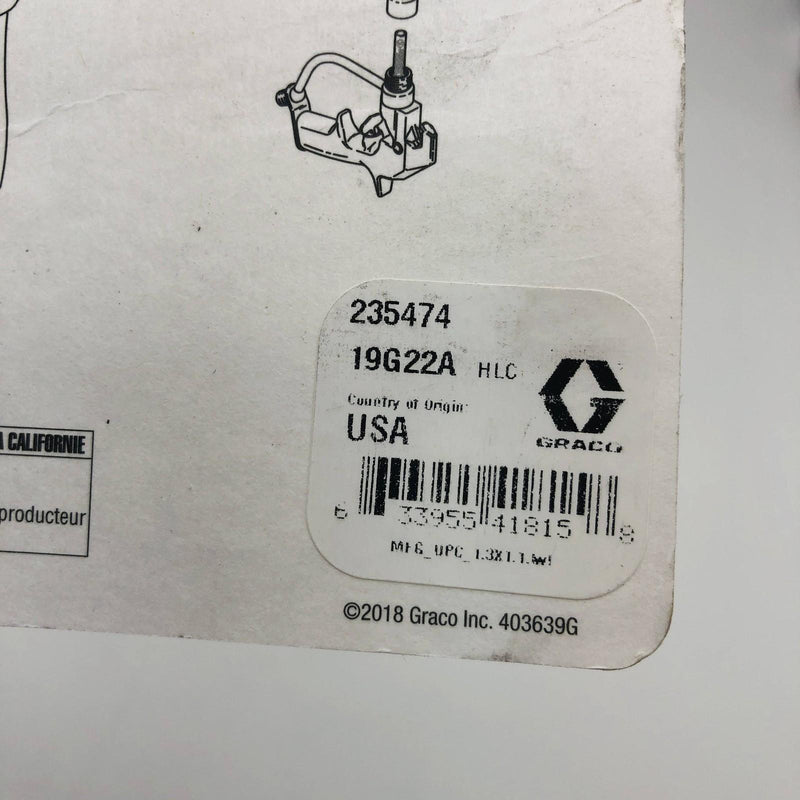 235474
19G22A HLC
Country of Origin:
USA
GRACO
6 33955 41815 8
MFG_UPC_1.3X1.1.lwl
A CALIFORNIE
producteur
©2018 Graco Inc. 403639G